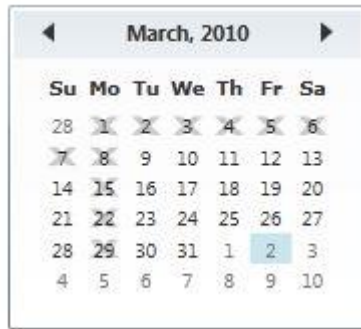 March, 2010
Su Mo Tu We Th Fr Sa
28 1 2 3 4 5 6
7 8 9 10 11 12 13
14 15 16 17 18 19 20
21 22 23 24 25 26 27
28 29 30 31 1 2 3
4 5 6 7 8 9 10